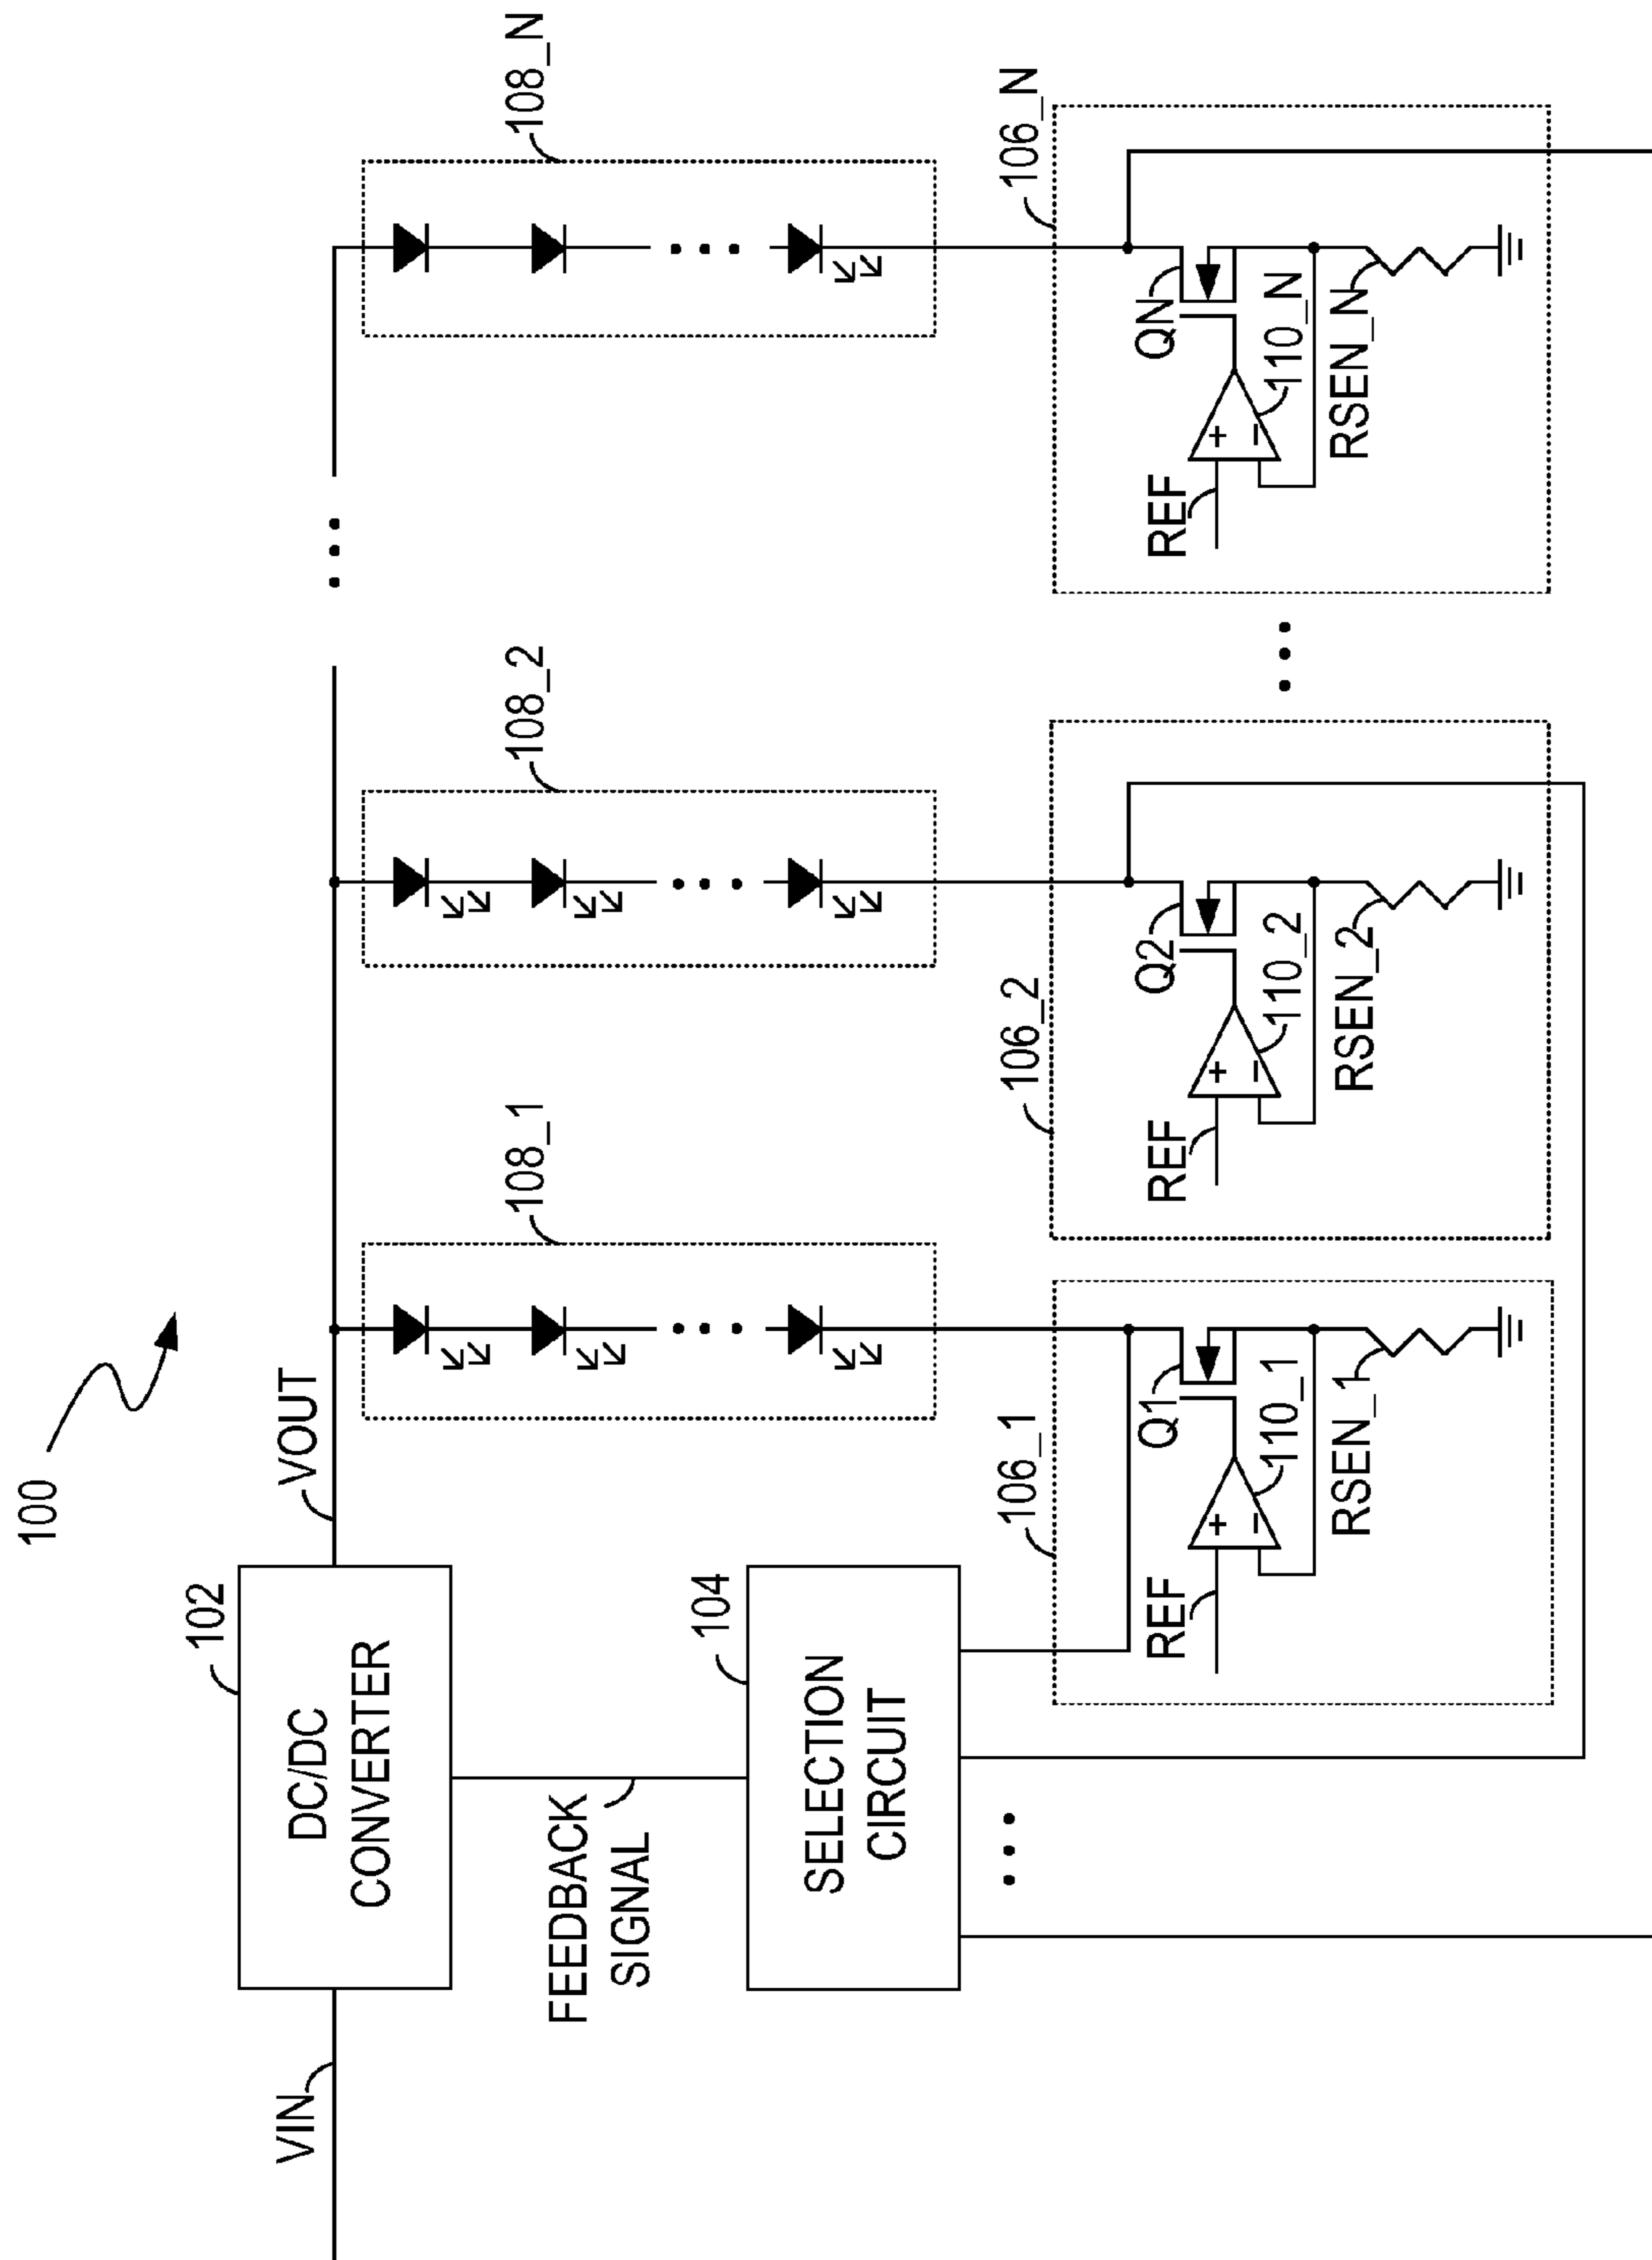 100
VIN
102
DC/DC
CONVERTER
VOUT
FEEDBACK
SIGNAL
104
SELECTION
CIRCUIT
108_1
108_2
108_N
106_1
REF
+
−
Q1
110_1
RSEN_1
106_2
REF
+
−
Q2
110_2
RSEN_2
106_N
REF
+
−
QN
110_N
RSEN_N